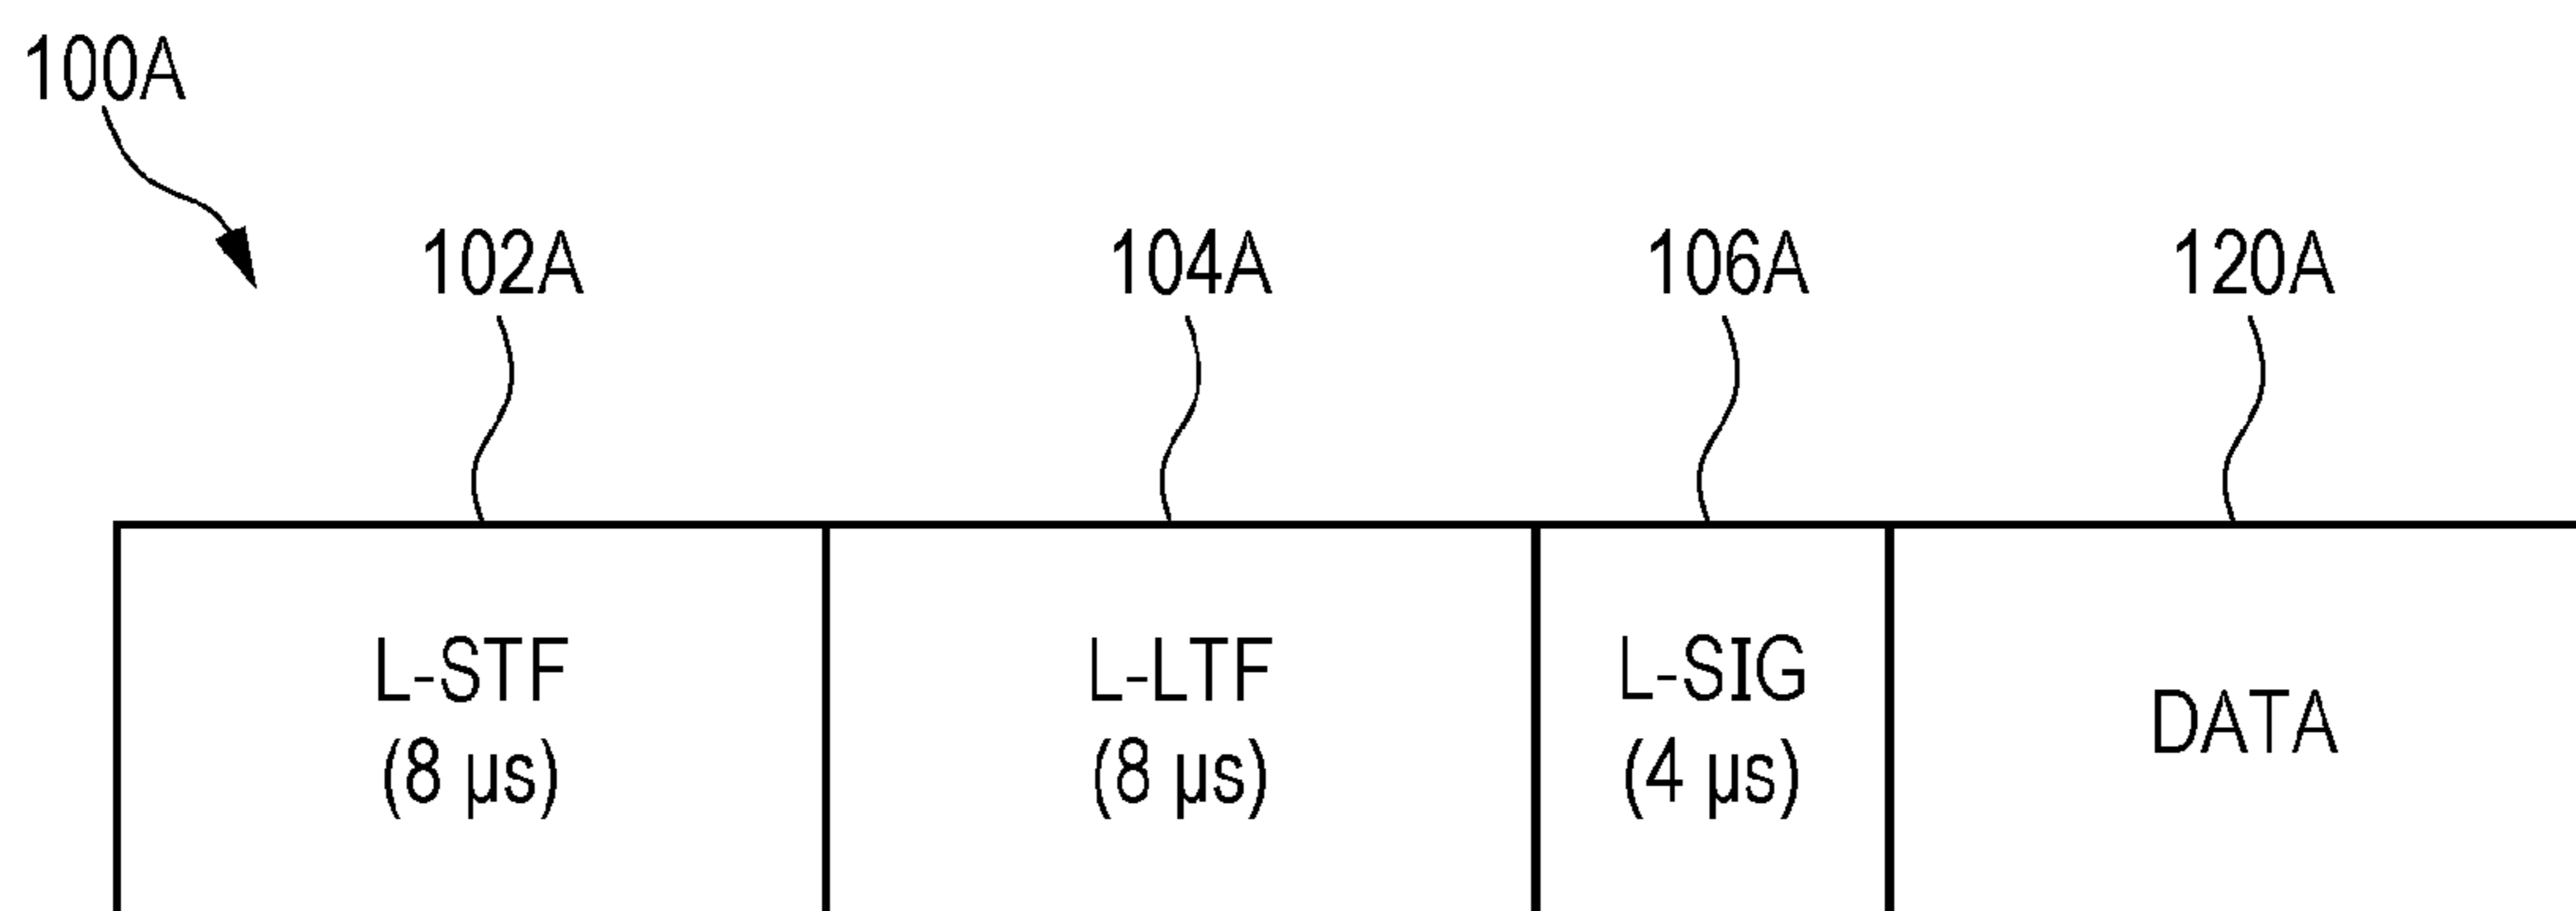 100A
102A
104A
106A
120A
L-STF
(8 μs)
L-LTF
(8 μs)
L-SIG
(4 μs)
DATA